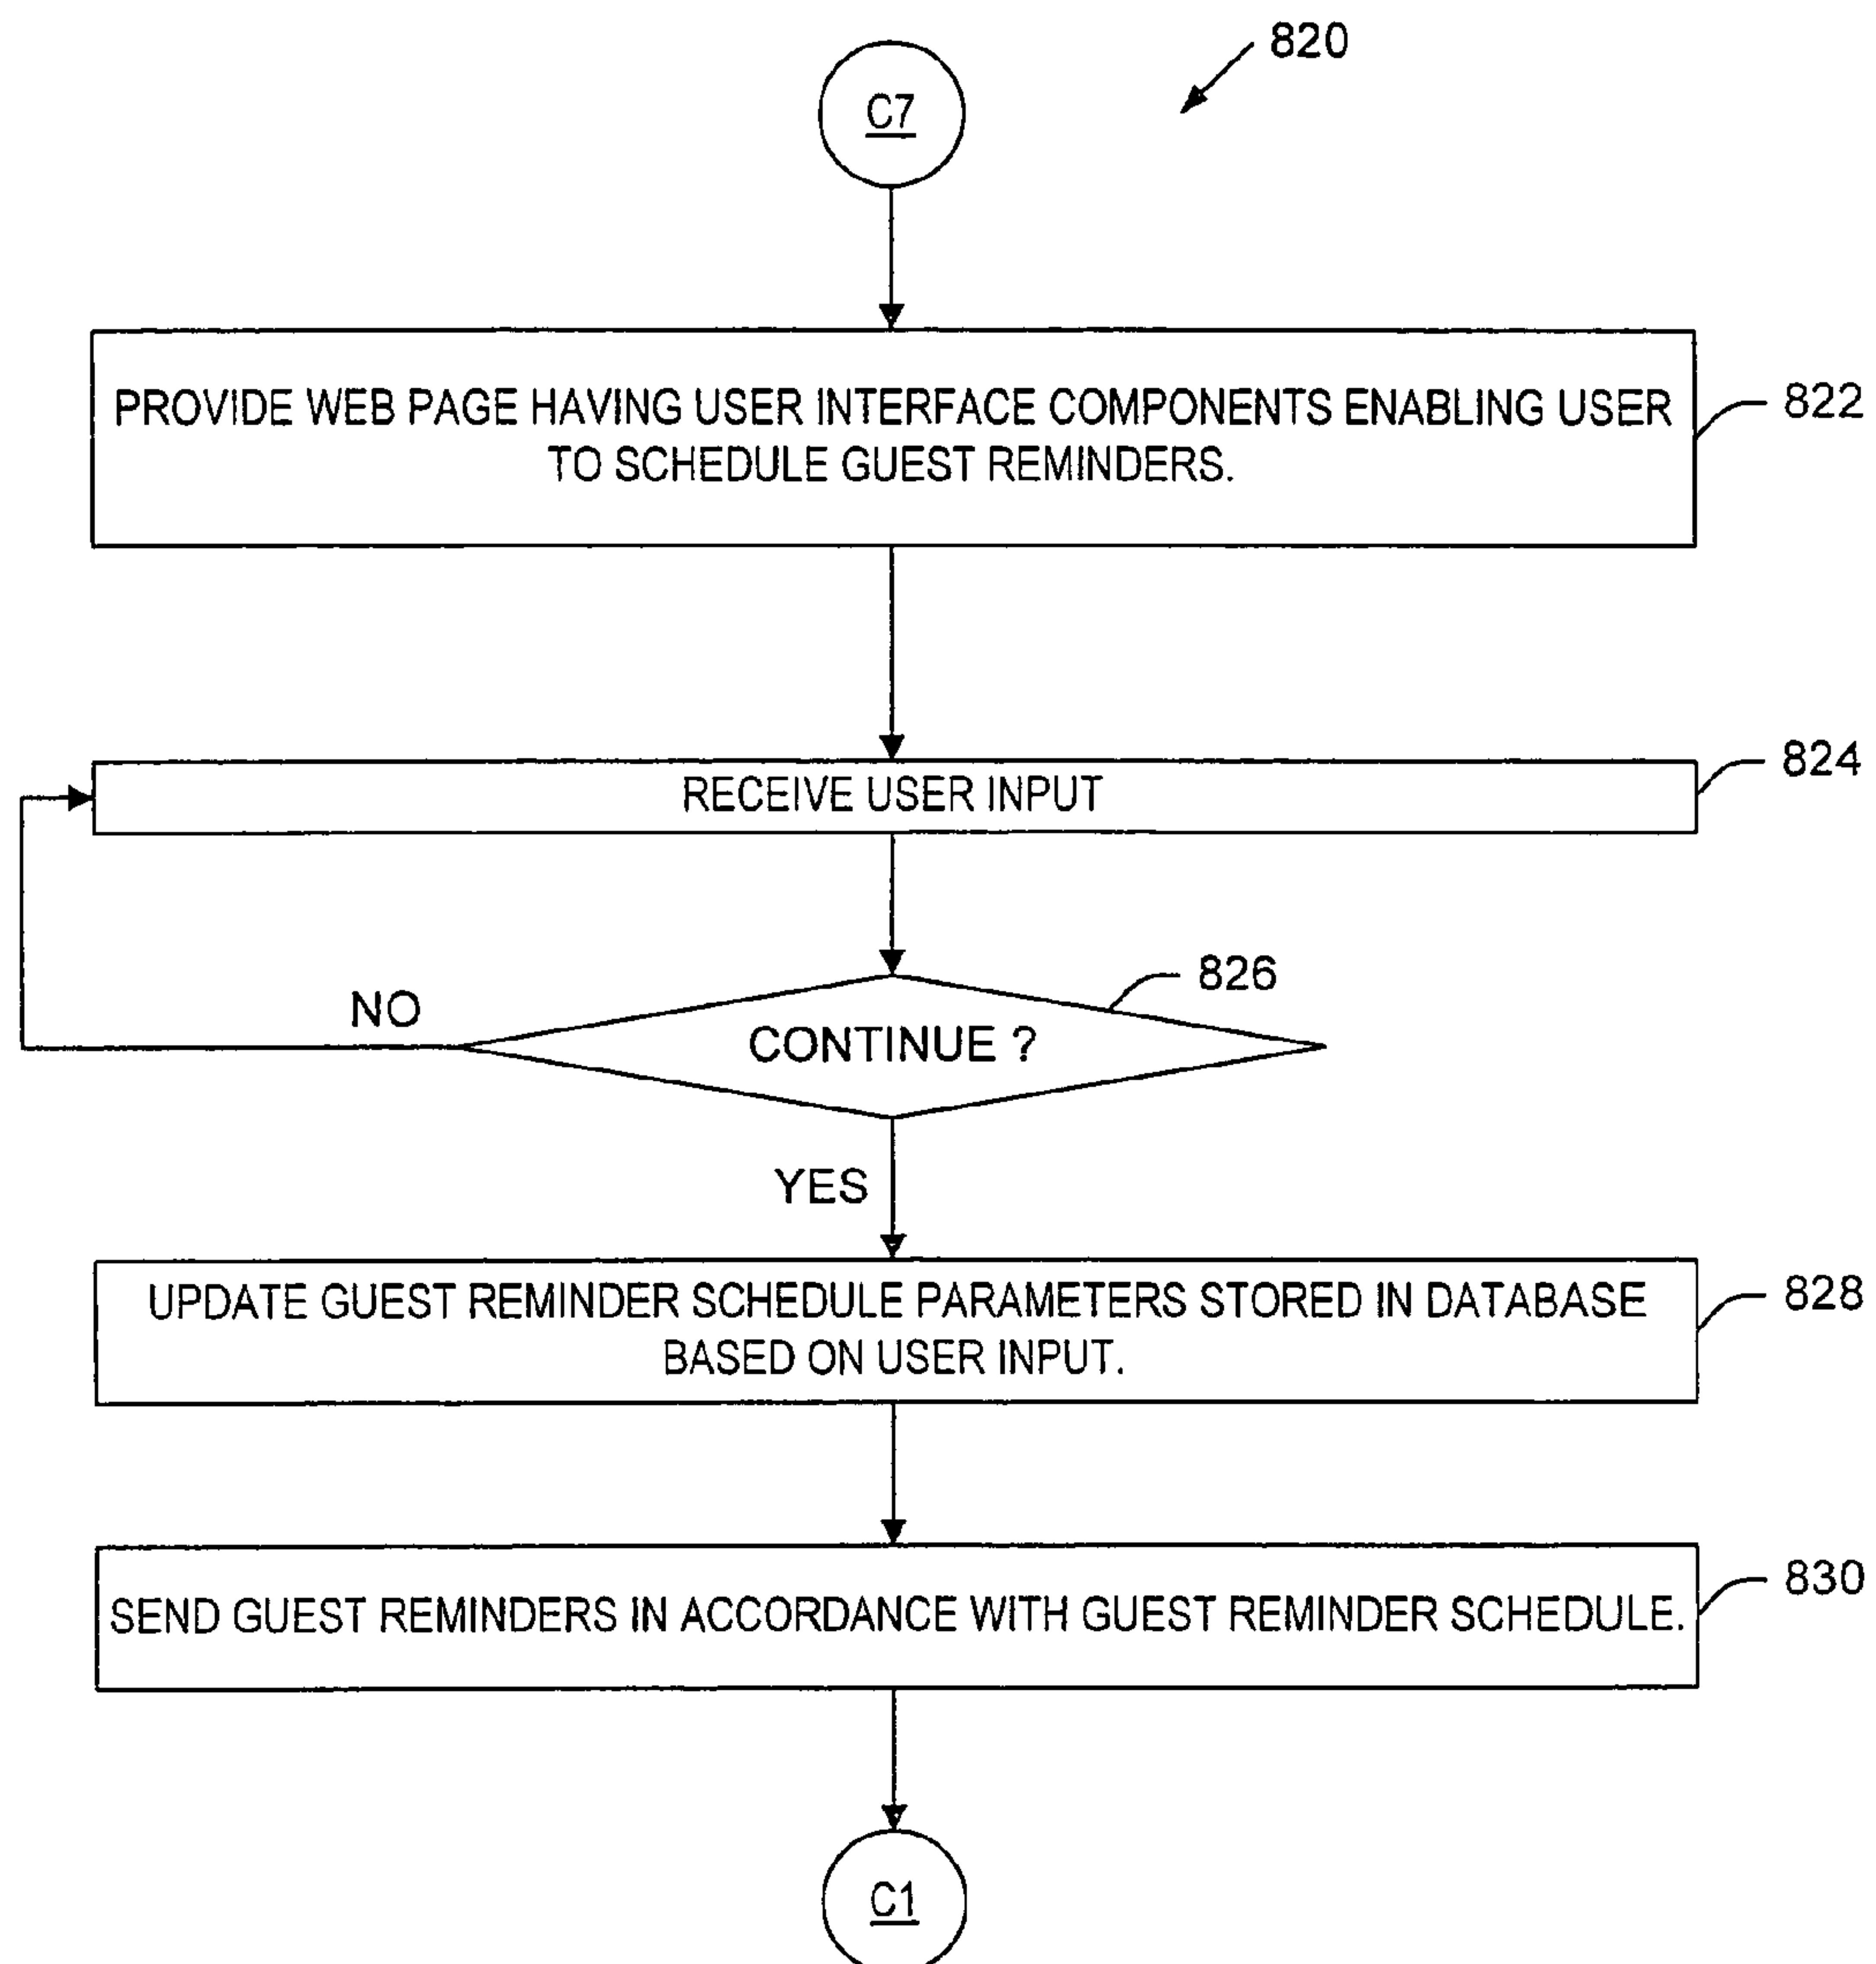 820
C7
PROVIDE WEB PAGE HAVING USER INTERFACE COMPONENTS ENABLING USER
TO SCHEDULE GUEST REMINDERS.
822
RECEIVE USER INPUT
824
826
NO
CONTINUE ?
YES
UPDATE GUEST REMINDER SCHEDULE PARAMETERS STORED IN DATABASE
BASED ON USER INPUT.
828
SEND GUEST REMINDERS IN ACCORDANCE WITH GUEST REMINDER SCHEDULE.
830
C1